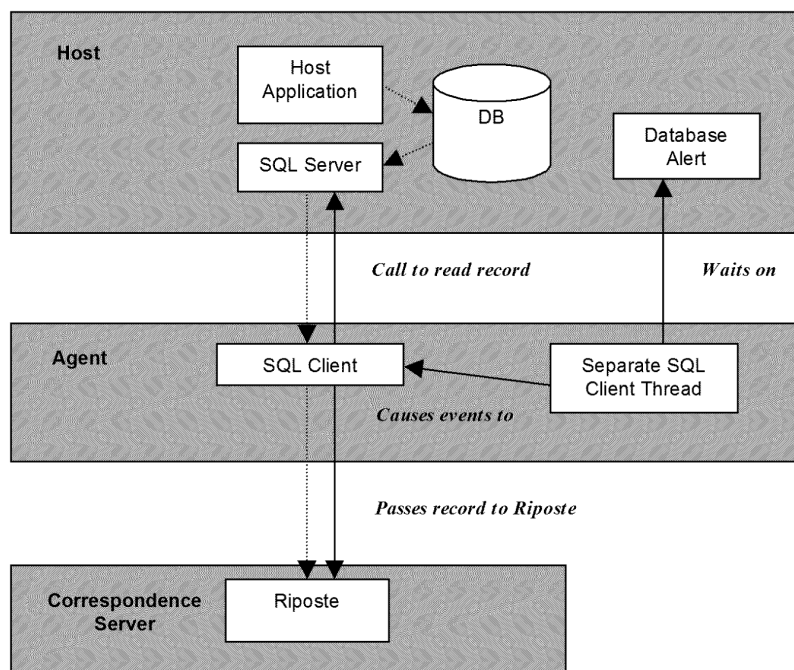 Host
Host
Application
DB
SQL Server
Database
Alert
Call to read record
Waits on
Agent
SQL Client
Separate SQL
Client Thread
Causes events to
Passes record to Riposte
Correspondence
Server
Riposte